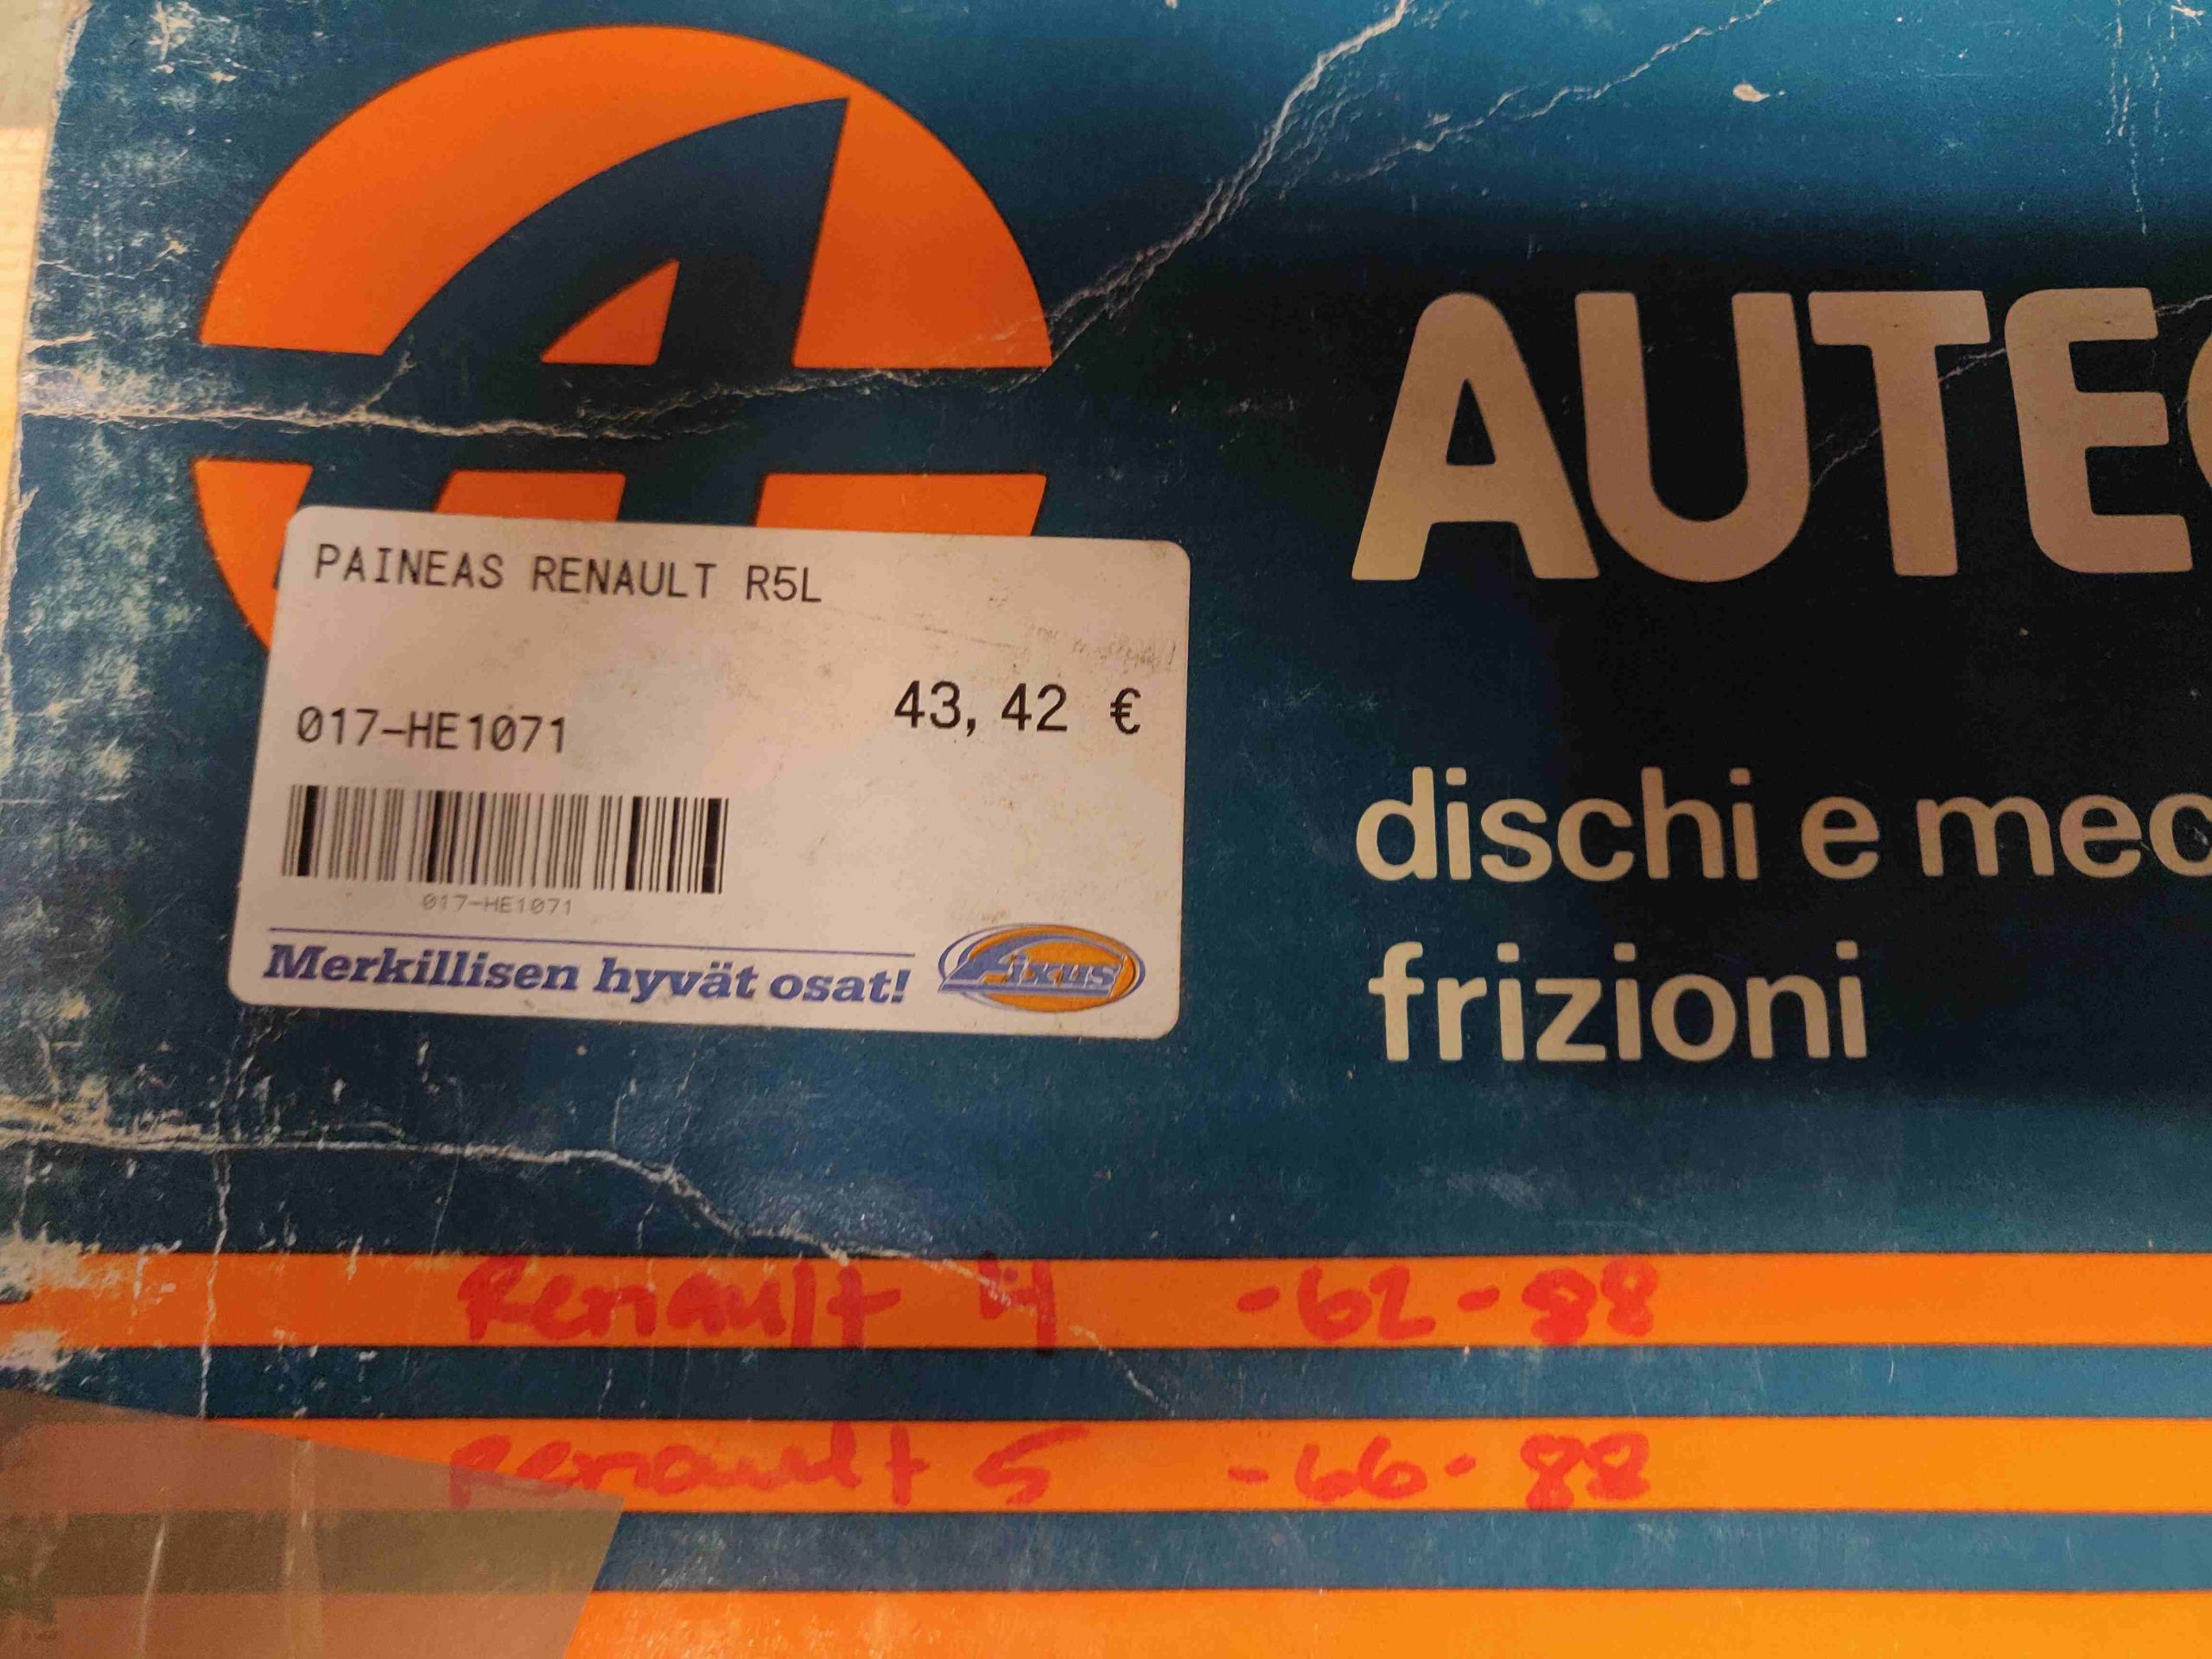 AUTE
PAINEAS RENAULT R5L
43,42 €
017-HE1071
017-HE1071
Merkillisen hyvät osat! Fixus
dischi e mec
frizioni
Renault 4 -62-88
Renault 5 -66-88